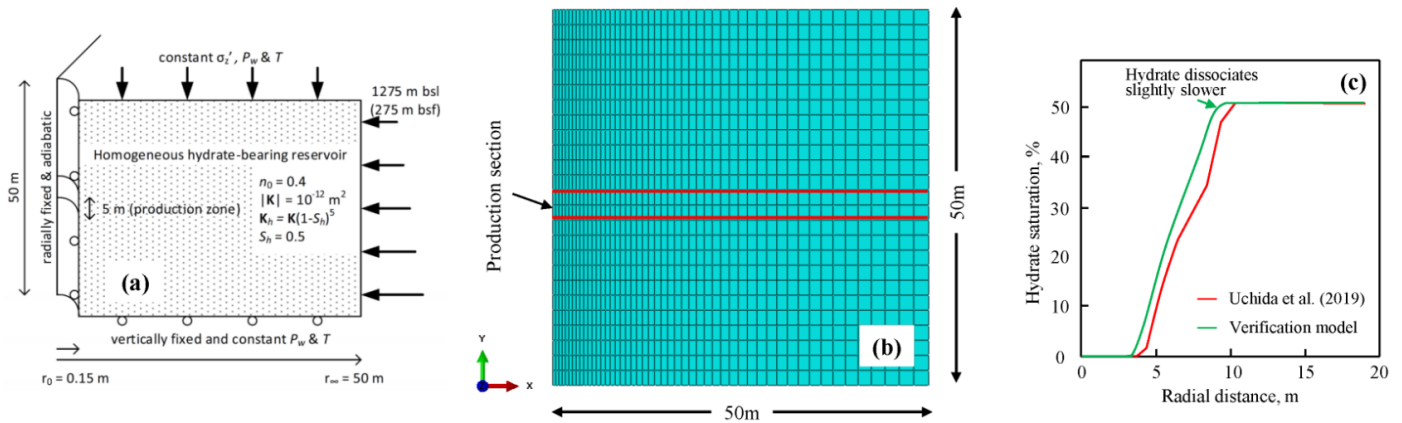 constant σz′, Pw & T
1275 m bsl
(275 m bsf)
50 m
radially fixed & adiabatic
Homogeneous hydrate-bearing reservoir
n0 = 0.4
|K| = 10-12 m2
Kh = K(1-Sh)5
Sh = 0.5
5 m (production zone)
(a)
vertically fixed and constant Pw & T
r0 = 0.15 m
r∞ = 50 m
Production section
50m
(b)
Y
X
50m
(c)
Hydrate dissociates
slightly slower
Hydrate saturation, %
50
40
30
20
10
0
Uchida et al. (2019)
Verification model
0
5
10
15
20
Radial distance, m